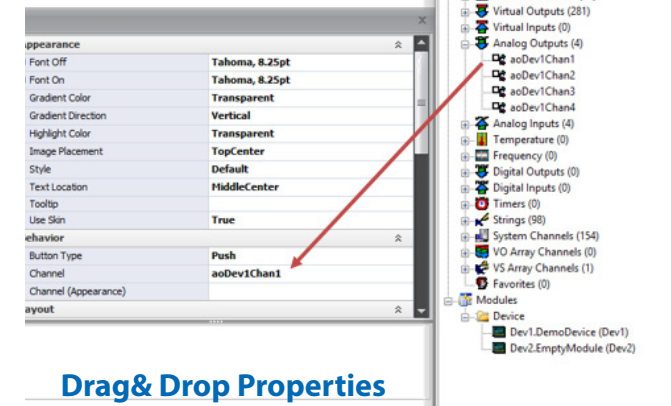 ppearance
Font Off Tahoma, 8.25pt
Font On Tahoma, 8.25pt
Gradient Color Transparent
Gradient Direction Vertical
Highlight Color Transparent
Image Placement TopCenter
Style Default
Text Location MiddleCenter
Tooltip
Use Skin True
ehavior
Button Type Push
Channel aoDev1Chan1
Channel (Appearance)
ayout
Drag& Drop Properties
Virtual Outputs (281)
Virtual Inputs (0)
Analog Outputs (4)
aoDev1Chan1
aoDev1Chan2
aoDev1Chan3
aoDev1Chan4
Analog Inputs (4)
Temperature (0)
Frequency (0)
Digital Outputs (0)
Digital Inputs (0)
Timers (0)
Strings (98)
System Channels (154)
VO Array Channels (0)
VS Array Channels (1)
Favorites (0)
Modules
Device
Dev1.DemoDevice (Dev1)
Dev2.EmptyModule (Dev2)